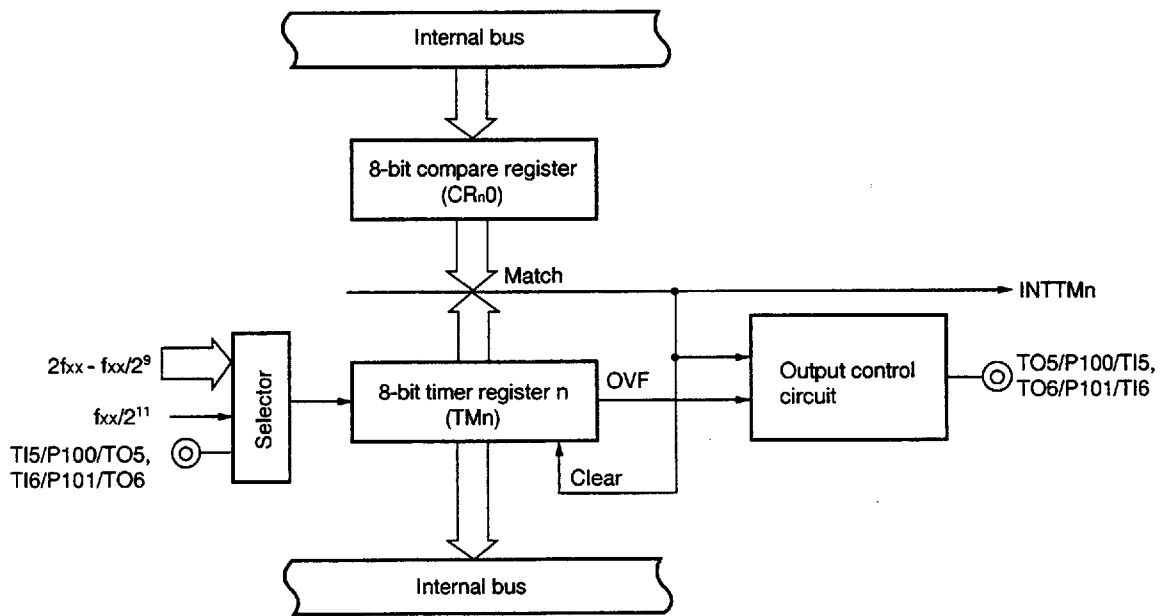 Internal bus
8-bit compare register
(CRn0)
Match
INTTMn
2fxx - fxx/2⁹
fxx/2¹¹
TI5/P100/TO5,
TI6/P101/TO6
Selector
8-bit timer register n
(TMn)
OVF
Clear
Output control
circuit
TO5/P100/TI5,
TO6/P101/TI6
Internal bus